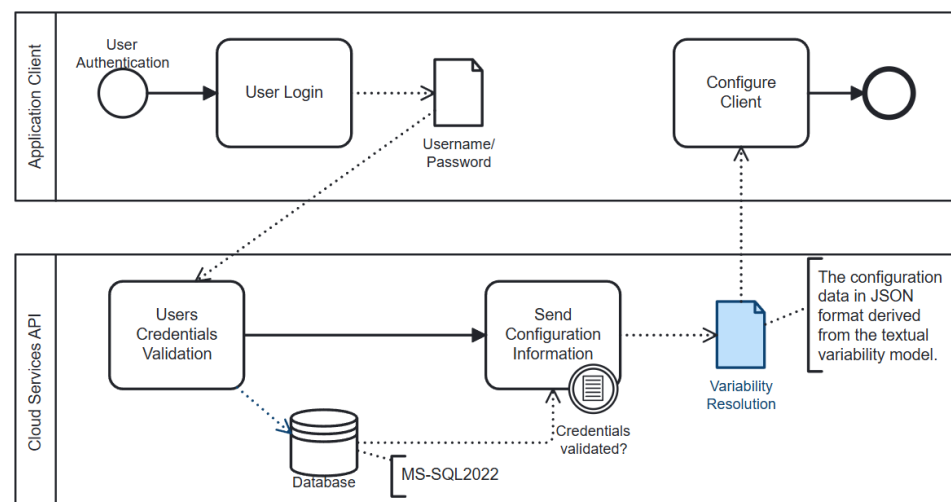 Application Client
User
Authentication
User Login
Username/
Password
Configure
Client
Cloud Services API
Users
Credentials
Validation
Send
Configuration
Information
Credentials
validated?
Database
MS-SQL2022
Variability
Resolution
The configuration
data in JSON
format derived
from the textual
variability model.